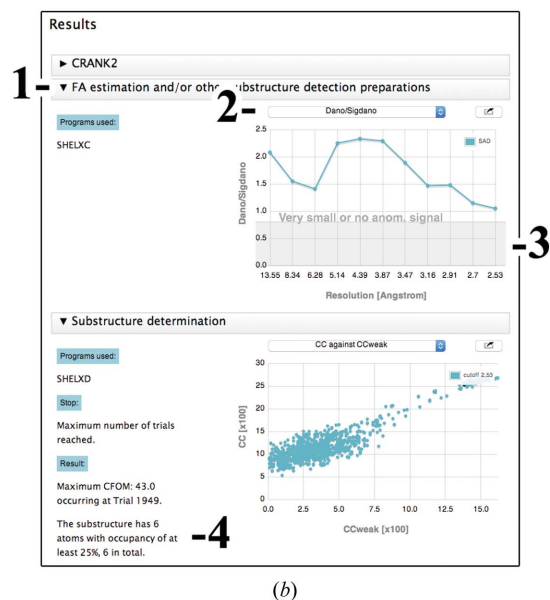 Results
► CRANK2
1-
▼ FA estimation and/or other substructure detection preparations
Programs used:
SHELXC
2-
Dano/Sigdano
2.5
2.0
1.5
1.0
0.5
0.0
Dano/Sigdano
SAD
Very small or no anom. signal
-3
13.55 8.34 6.28 5.14 4.39 3.87 3.47 3.16 2.91 2.7 2.53
Resolution [Angstrom]
▼ Substructure determination
Programs used:
SHELXD
Stop:
Maximum number of trials
reached.
Result:
Maximum CFOM: 43.0
occurring at Trial 1949.
The substructure has 6
atoms with occupancy of at
least 25%, 6 in total.
-4
CC against CCweak
30
25
20
15
10
5
0
CC [x100]
cutoff 2.53
0.0 2.5 5.0 7.5 10.0 12.5 15.0
CCweak [x100]
(b)